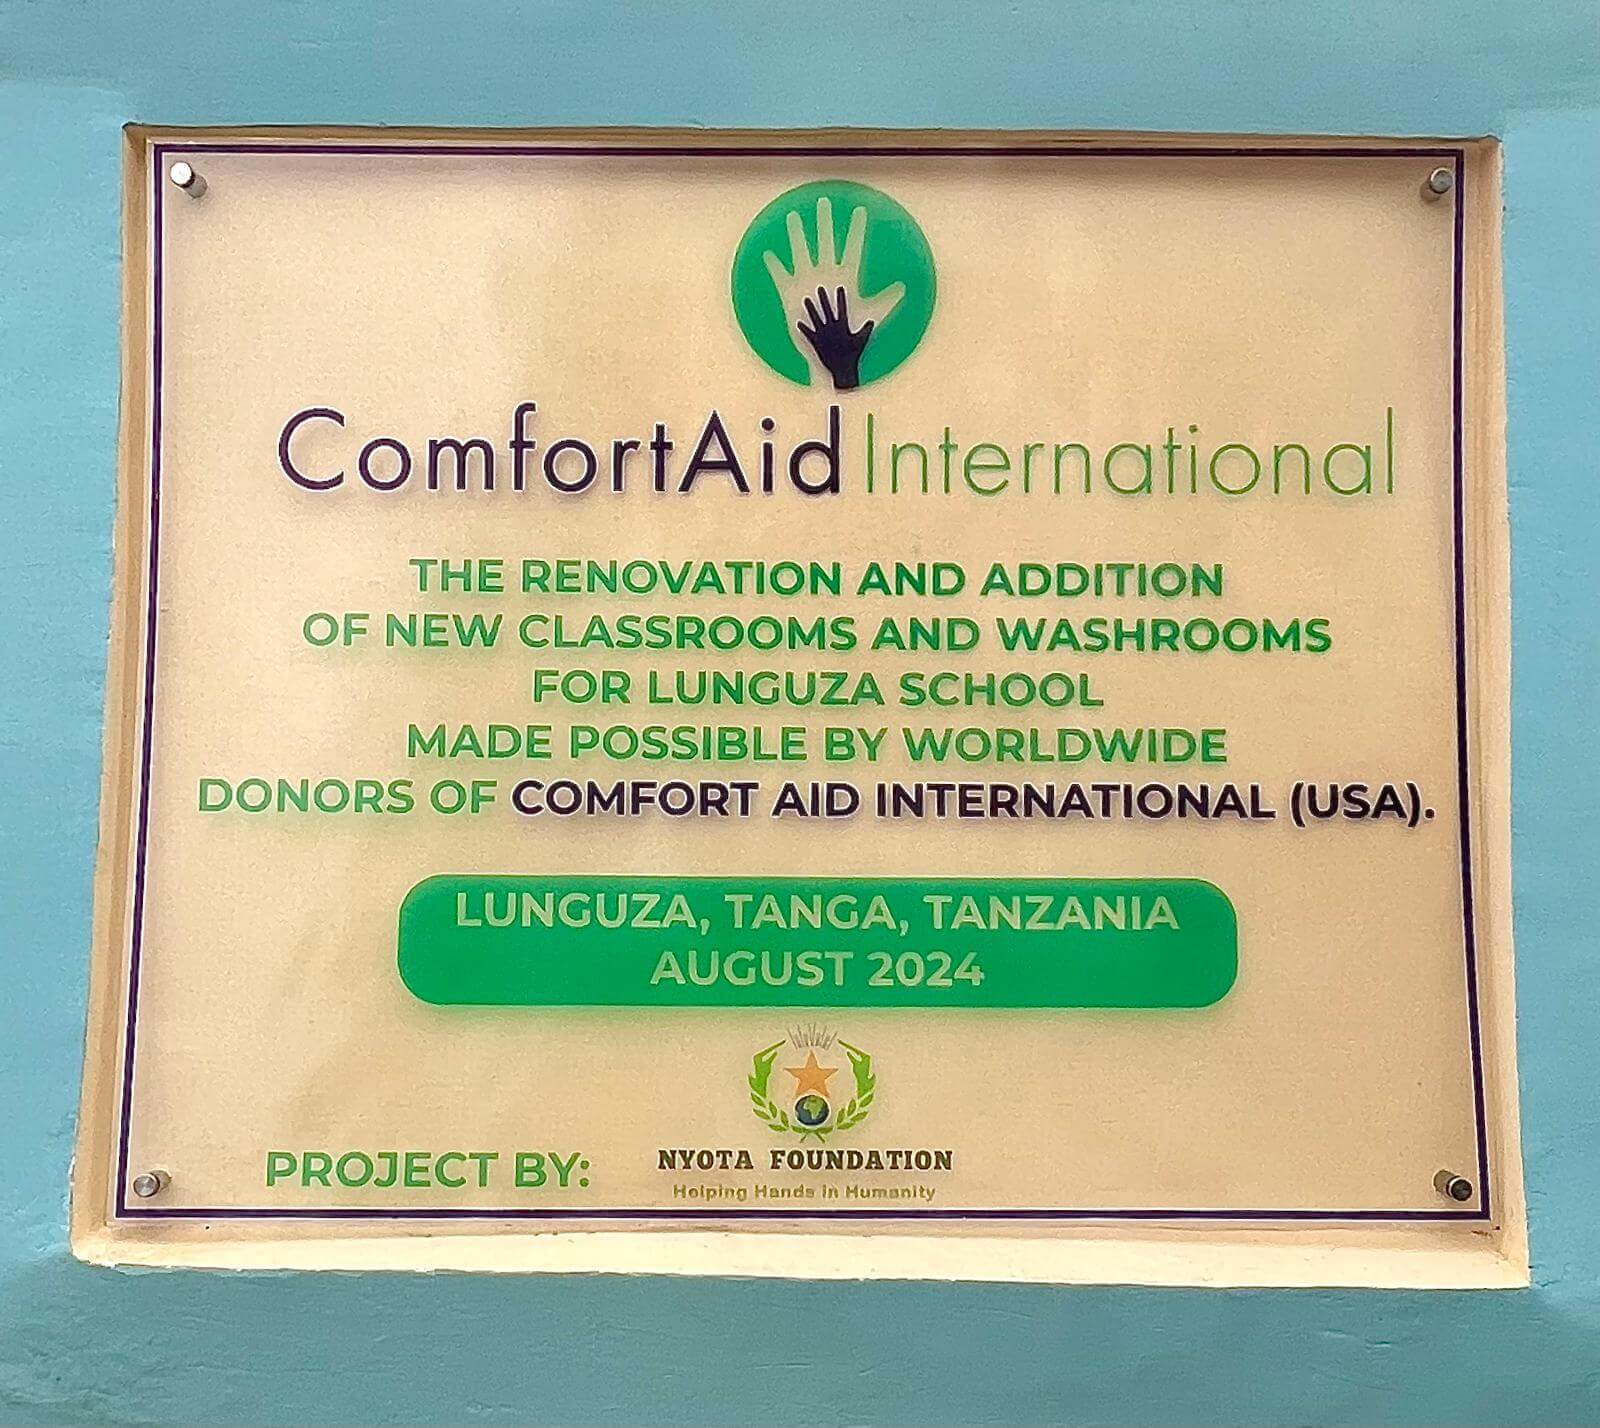 ComfortAid International
THE RENOVATION AND ADDITION
OF NEW CLASSROOMS AND WASHROOMS
FOR LUNGUZA SCHOOL
MADE POSSIBLE BY WORLDWIDE
DONORS OF COMFORT AID INTERNATIONAL (USA).
LUNGUZA, TANGA, TANZANIA
AUGUST 2024
PROJECT BY: NYOTA FOUNDATION
Helping Hands in Humanity